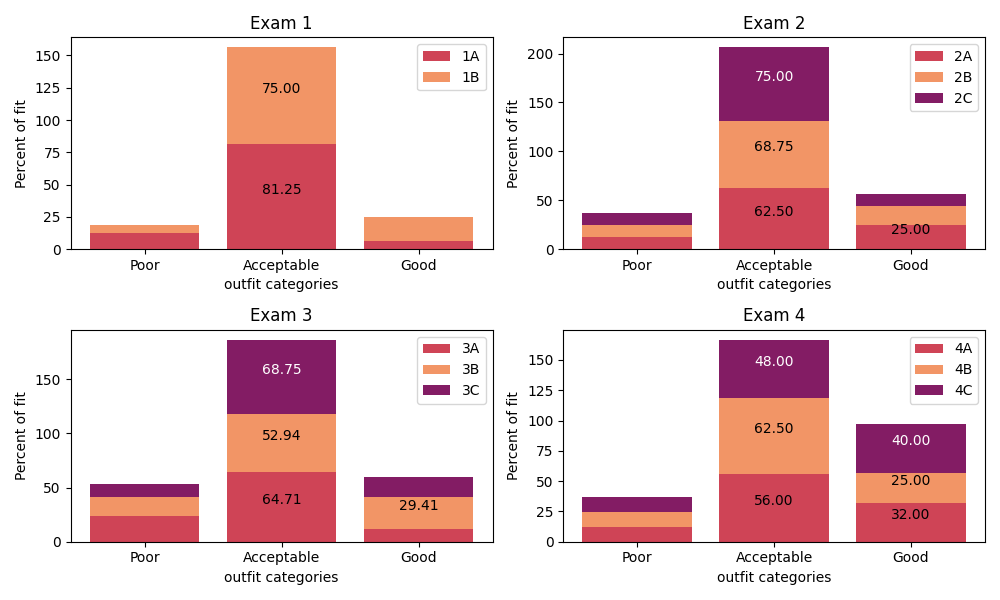 Exam 1
Percent of fit
150
125
100
75
50
25
0
75.00
81.25
1A
1B
Poor Acceptable Good
outfit categories
Exam 2
Percent of fit
200
150
100
50
0
75.00
68.75
62.50
25.00
2A
2B
2C
Poor Acceptable Good
outfit categories
Exam 3
Percent of fit
150
100
50
0
68.75
52.94
64.71
29.41
3A
3B
3C
Poor Acceptable Good
outfit categories
Exam 4
Percent of fit
150
125
100
75
50
25
0
48.00
62.50
56.00
40.00
25.00
32.00
4A
4B
4C
Poor Acceptable Good
outfit categories